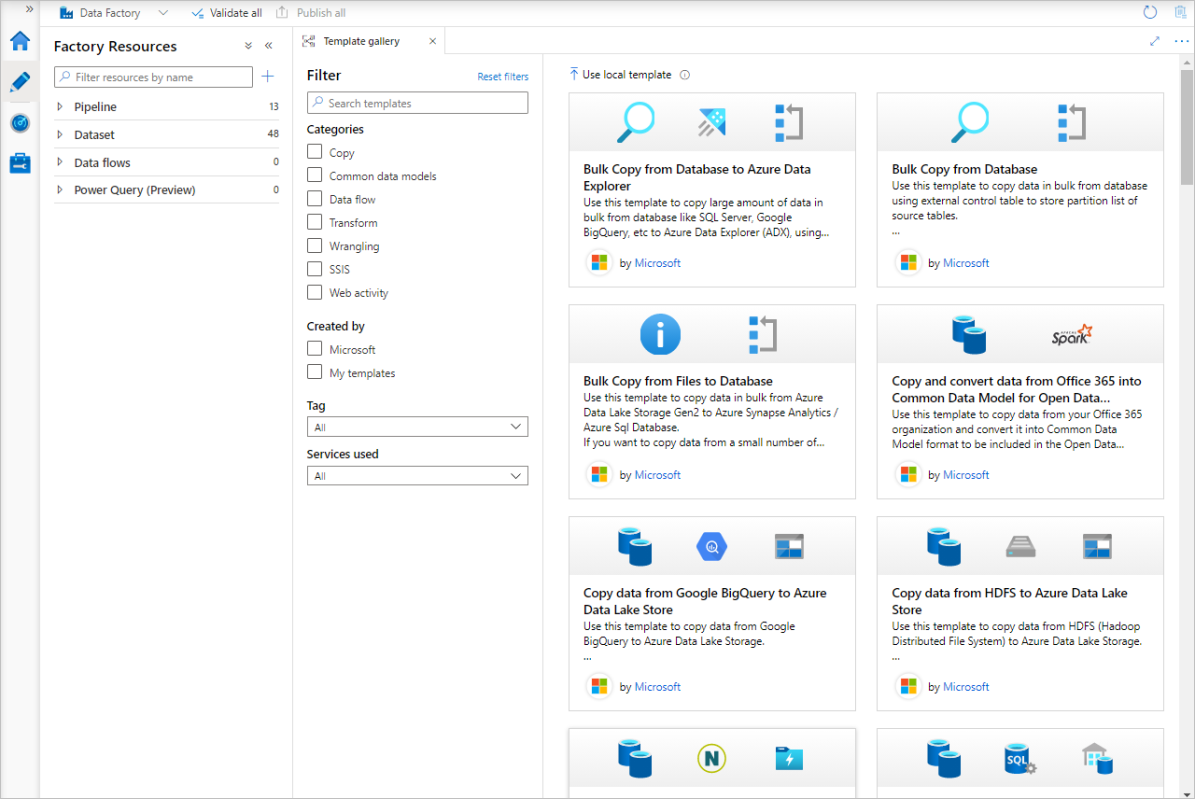 »
Data Factory
Validate all
Publish all
Factory Resources
Filter resources by name
Pipeline 13
Dataset 48
Data flows 0
Power Query (Preview) 0
Template gallery
Filter
Reset filters
Search templates
Categories
Copy
Common data models
Data flow
Transform
Wrangling
SSIS
Web activity
Created by
Microsoft
My templates
Tag
All
Services used
All
Use local template
Bulk Copy from Database to Azure Data
Explorer
Use this template to copy large amount of data in
bulk from database like SQL Server, Google
BigQuery, etc to Azure Data Explorer (ADX), using...
by Microsoft
Bulk Copy from Database
Use this template to copy data in bulk from database
using external control table to store partition list of
source tables.
...
by Microsoft
Bulk Copy from Files to Database
Use this template to copy data in bulk from Azure
Data Lake Storage Gen2 to Azure Synapse Analytics /
Azure Sql Database.
If you want to copy data from a small number of...
by Microsoft
APACHE
Spark
Copy and convert data from Office 365 into
Common Data Model for Open Data...
Use this template to copy data from your Office 365
organization and convert it into Common Data
Model format to be included in the Open Data...
by Microsoft
Copy data from Google BigQuery to Azure
Data Lake Store
Use this template to copy data from Google
BigQuery to Azure Data Lake Storage.
...
by Microsoft
Copy data from HDFS to Azure Data Lake
Store
Use this template to copy data from HDFS (Hadoop
Distributed File System) to Azure Data Lake Storage.
...
by Microsoft
N
SQL